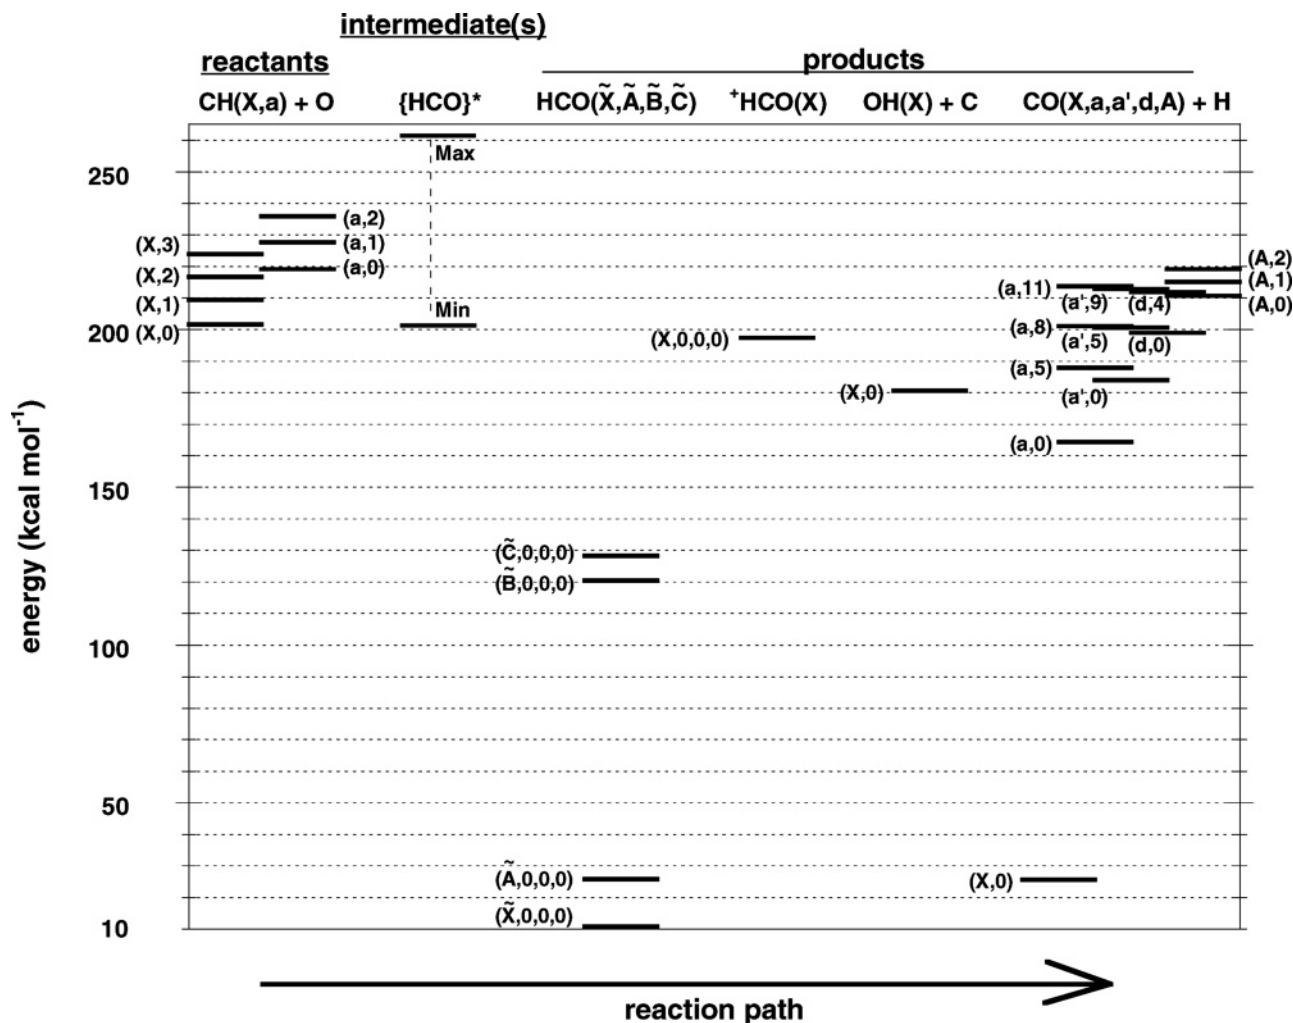 intermediate(s)
reactants
products
CH(X,a) + O
{HCO}*
HCO(X̃,Ã,B̃,C̃)
⁺HCO(X)
OH(X) + C
CO(X,a,a',d,A) + H
Max
250
(a,2)
(X,3)
(a,1)
(A,2)
(X,2)
(a,0)
(A,1)
(a,11)
(a',9)
(d,4)
(A,0)
(X,1)
Min
200
(X,0)
(a,8)
(X,0,0,0)
(a',5)
(d,0)
(a,5)
(X,0)
(a',0)
(a,0)
150
(C̃,0,0,0)
(B̃,0,0,0)
100
50
(Ã,0,0,0)
(X,0)
(X̃,0,0,0)
10
energy (kcal mol⁻¹)
reaction path